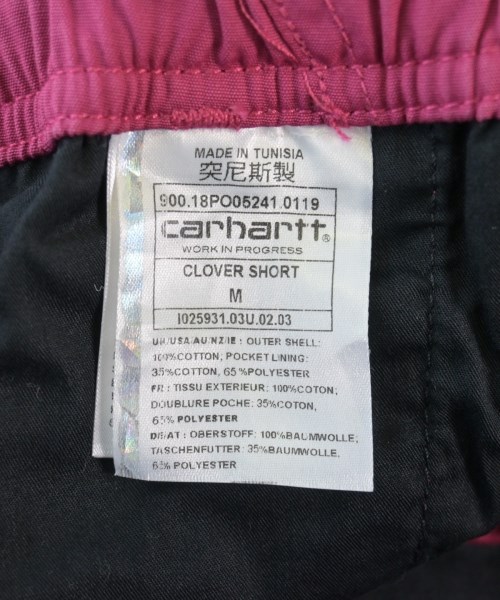 MADE IN TUNISIA
突尼斯製
900.18PO05241.0119
carhartt
WORK IN PROGRESS
CLOVER SHORT
M
I025931.03U.02.03
UK/USA/AU/NZ/IE : OUTER SHELL:
100%COTTON; POCKET LINING:
35%COTTON, 65%POLYESTER
FR : TISSU EXTERIEUR: 100%COTON;
DOUBLURE POCHE: 35%COTON,
65% POLYESTER
DE/AT : OBERSTOFF: 100%BAUMWOLLE;
TASCHENFUTTER: 35%BAUMWOLLE,
65% POLYESTER